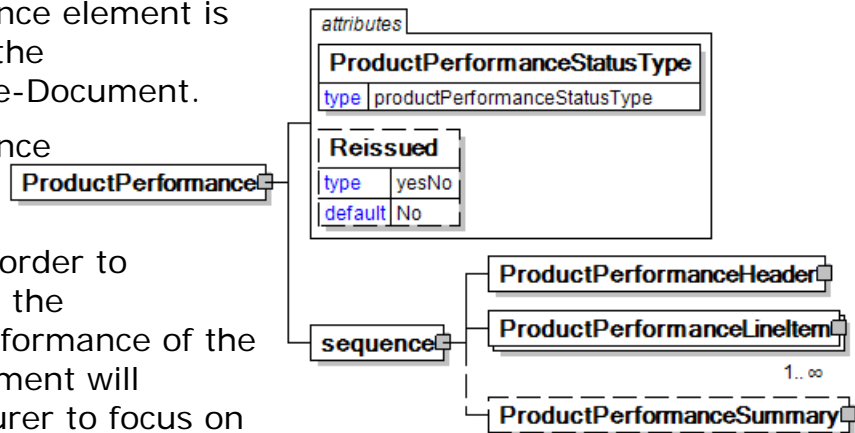 nce element is
the
e-Document.
nce
order to
the
formance of the
ment will
urer to focus on
attributes
ProductPerformanceStatusType
type productPerformanceStatusType
Reissued
type yesNo
default No
ProductPerformance
sequence
ProductPerformanceHeader
ProductPerformanceLineItem
1.. ∞
ProductPerformanceSummary